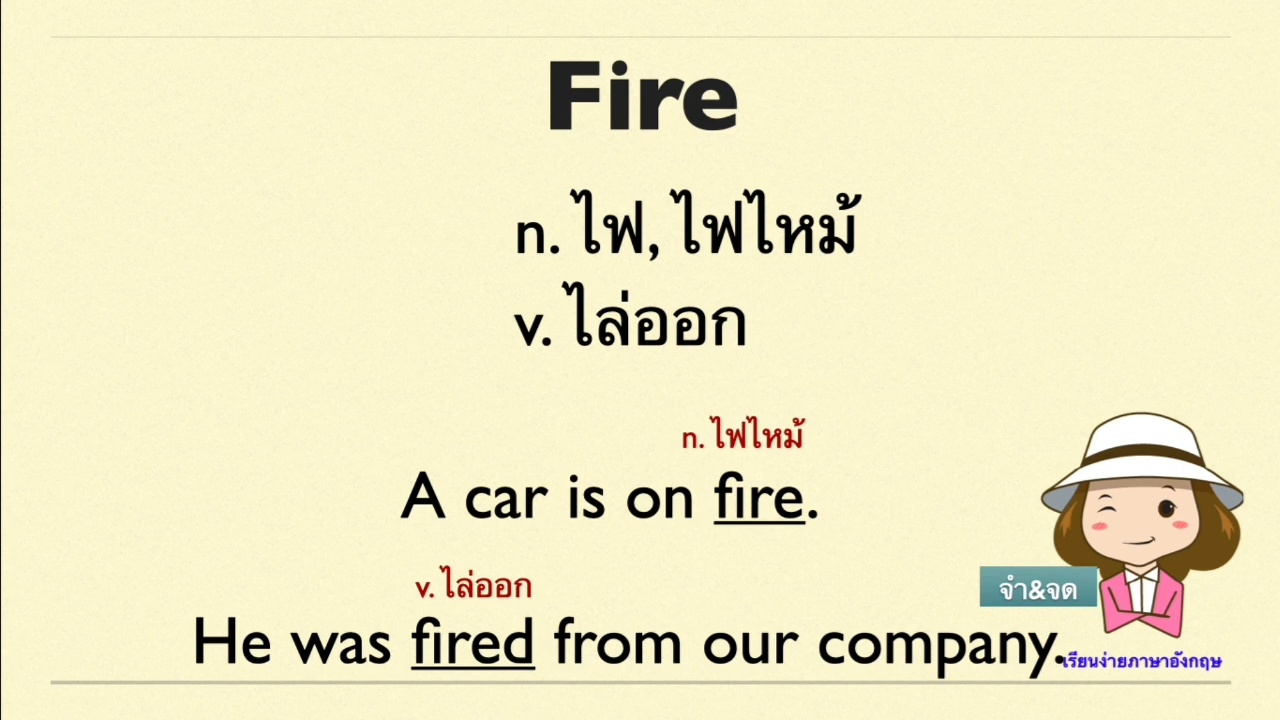 Fire
n. ไฟ, ไฟไหม้
v. ไล่ออก
n. ไฟไหม้
A car is on fire.
v. ไล่ออก
He was fired from our company.
จำ&จด
เรียนง่ายภาษาอังกฤษ